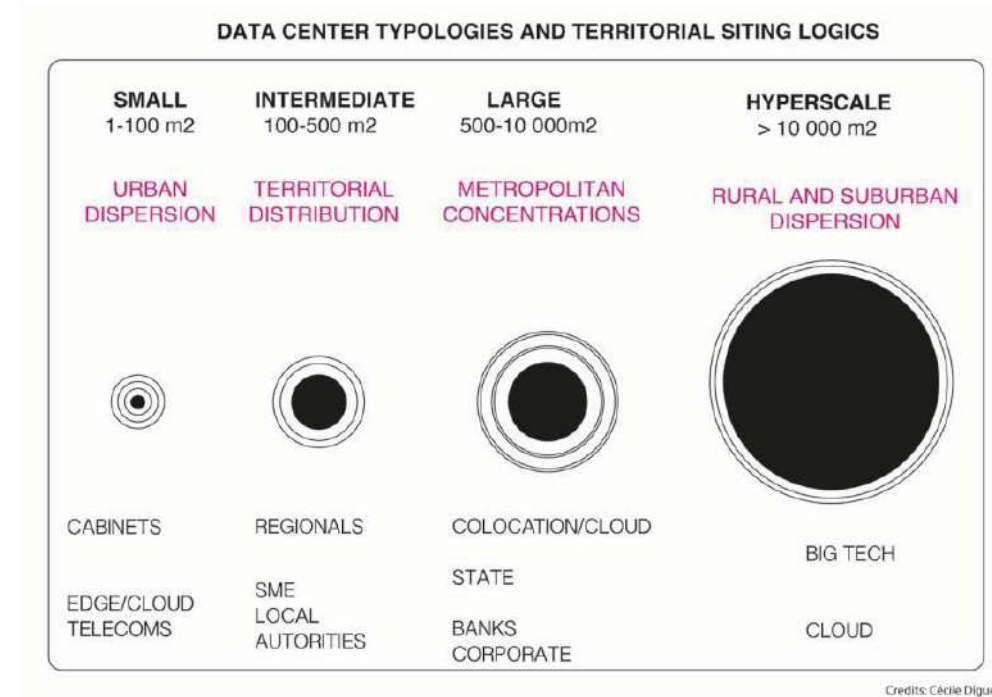 DATA CENTER TYPOLOGIES AND TERRITORIAL SITING LOGICS
SMALL
1-100 m2
URBAN
DISPERSION
CABINETS
EDGE/CLOUD
TELECOMS
INTERMEDIATE
100-500 m2
TERRITORIAL
DISTRIBUTION
REGIONALS
SME
LOCAL
AUTORITIES
LARGE
500-10 000m2
METROPOLITAN
CONCENTRATIONS
COLOCATION/CLOUD
STATE
BANKS
CORPORATE
HYPERSCALE
> 10 000 m2
RURAL AND SUBURBAN
DISPERSION
BIG TECH
CLOUD
Credits: Cécile